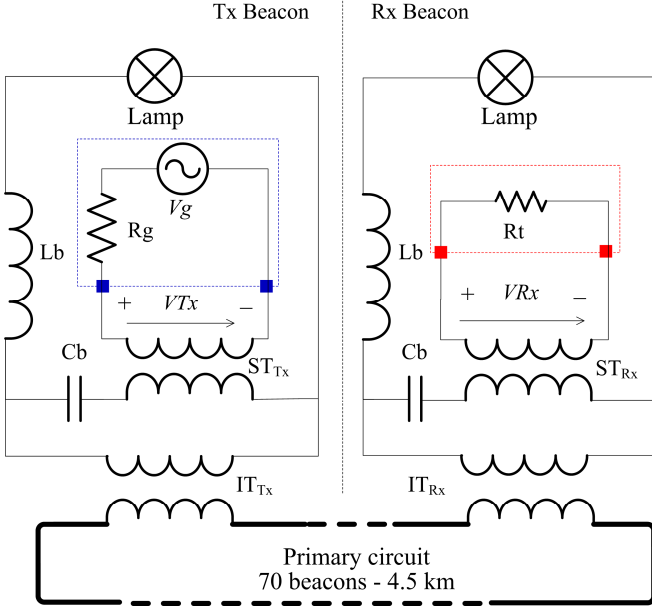 Tx Beacon
Rx Beacon
Lamp
Lamp
Vg
Rg
Rt
Lb
Lb
+ VTx −
+ VRx −
Cb
STTx
Cb
STRx
ITTx
ITRx
Primary circuit
70 beacons - 4.5 km